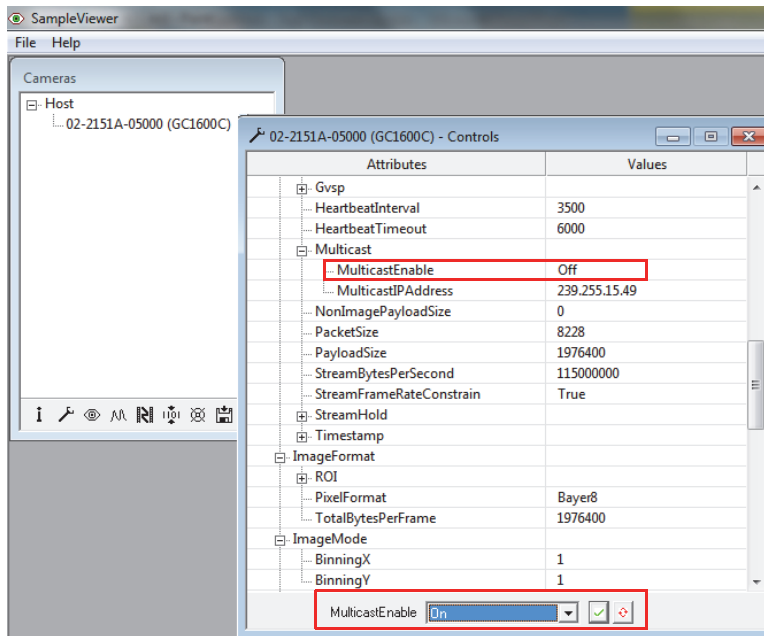 SampleViewer
File Help
Cameras
Host
02-2151A-05000 (GC1600C)
02-2151A-05000 (GC1600C) - Controls
Attributes Values
Gvsp
HeartbeatInterval 3500
HeartbeatTimeout 6000
Multicast
MulticastEnable Off
MulticastIPAddress 239.255.15.49
NonImagePayloadSize 0
PacketSize 8228
PayloadSize 1976400
StreamBytesPerSecond 115000000
StreamFrameRateConstrain True
StreamHold
Timestamp
ImageFormat
ROI
PixelFormat Bayer8
TotalBytesPerFrame 1976400
ImageMode
BinningX 1
BinningY 1
MulticastEnable On